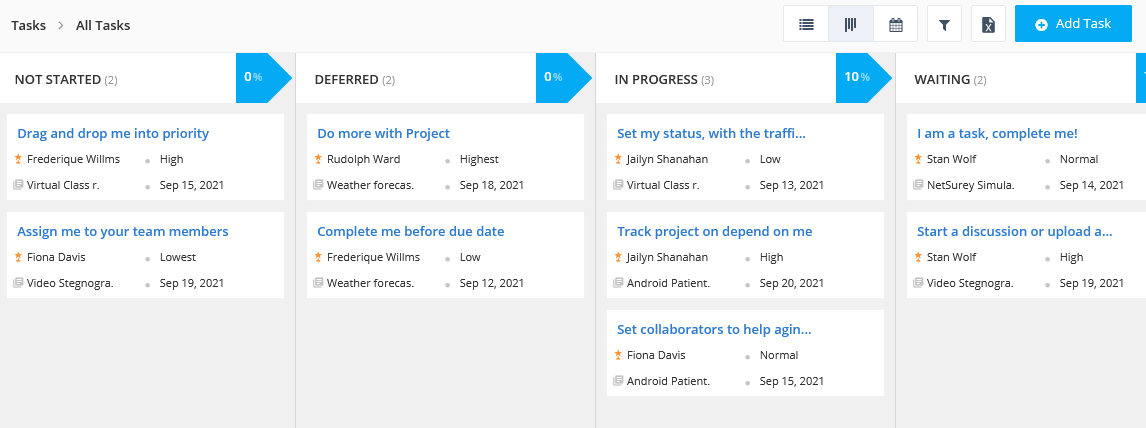 Tasks > All Tasks
Add Task
NOT STARTED (2)
0%
Drag and drop me into priority
Frederique Willms
High
Virtual Class r.
Sep 15, 2021
Assign me to your team members
Fiona Davis
Lowest
Video Stegnogra.
Sep 19, 2021
DEFERRED (2)
0%
Do more with Project
Rudolph Ward
Highest
Weather forecas.
Sep 18, 2021
Complete me before due date
Frederique Willms
Low
Weather forecas.
Sep 12, 2021
IN PROGRESS (3)
10%
Set my status, with the traffi...
Jailyn Shanahan
Low
Virtual Class r.
Sep 13, 2021
Track project on depend on me
Jailyn Shanahan
High
Android Patient.
Sep 20, 2021
Set collaborators to help agin...
Fiona Davis
Normal
Android Patient.
Sep 15, 2021
WAITING (2)
I am a task, complete me!
Stan Wolf
Normal
NetSurey Simula.
Sep 14, 2021
Start a discussion or upload a...
Stan Wolf
High
Video Stegnogra.
Sep 19, 2021